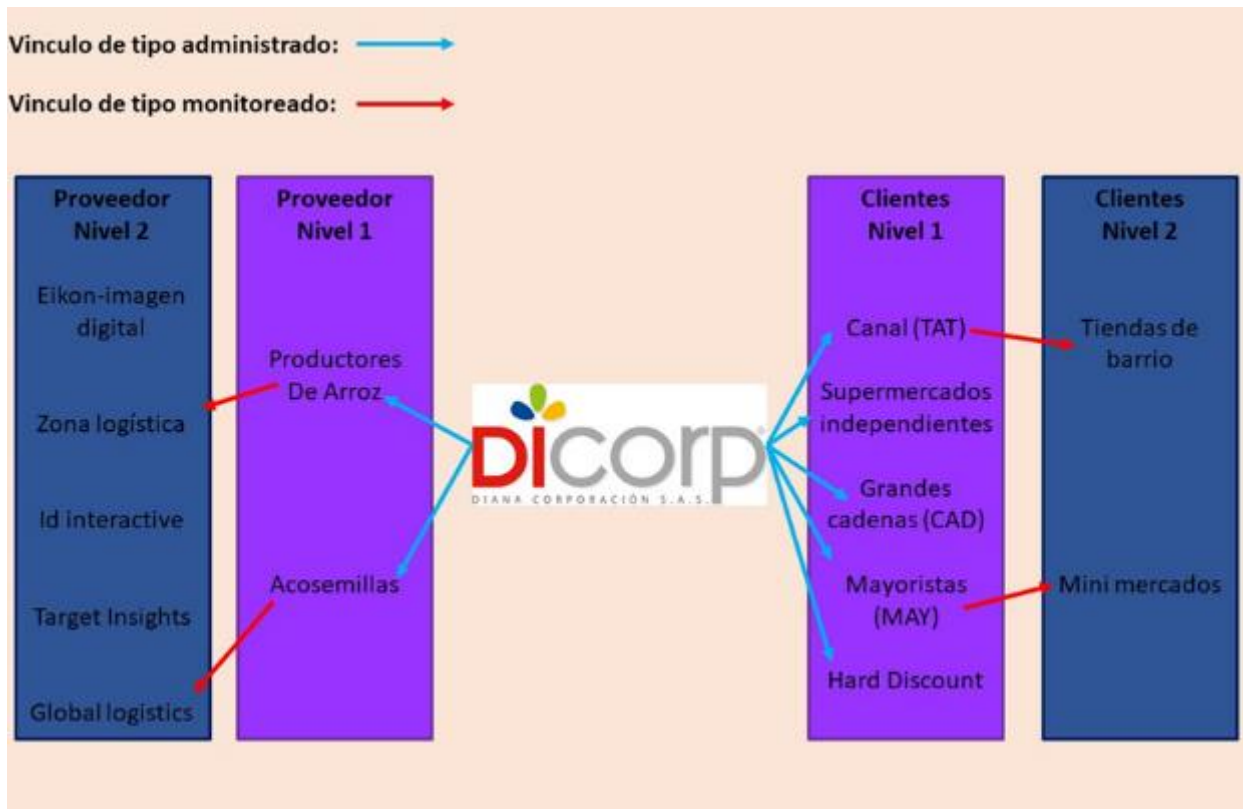 Vinculo de tipo administrado:
Vinculo de tipo monitoreado:
Proveedor
Nivel 2
Eikon-imagen
digital
Zona logística
Id interactive
Target Insights
Global logistics
Proveedor
Nivel 1
Productores
De Arroz
Acosemillas
DIcorp
DIANA CORPORACIÓN S.A.S.
Clientes
Nivel 1
Canal (TAT)
Supermercados
independientes
Grandes
cadenas (CAD)
Mayoristas
(MAY)
Hard Discount
Clientes
Nivel 2
Tiendas de
barrio
Mini mercados